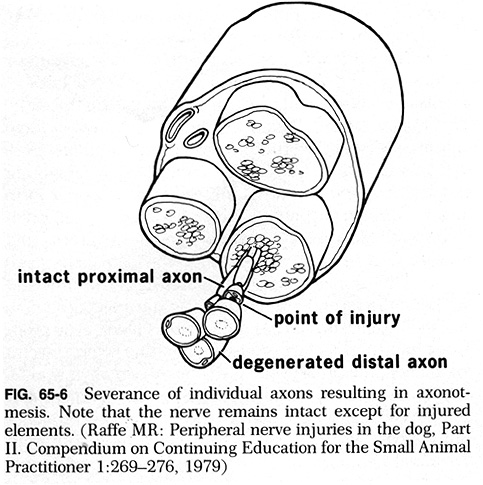 intact proximal axon
point of injury
degenerated distal axon
FIG. 65-6 Severance of individual axons resulting in axonot-
mesis. Note that the nerve remains intact except for injured
elements. (Raffe MR: Peripheral nerve injuries in the dog, Part
II. Compendium on Continuing Education for the Small Animal
Practitioner 1:269–276, 1979)